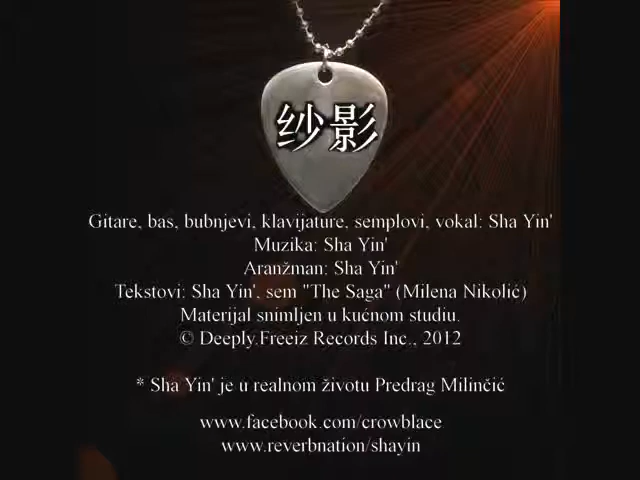 纱影
Gitare, bas, bubnjevi, klavijature, semplovi, vokal: Sha Yin'
Muzika: Sha Yin'
Aranžman: Sha Yin'
Tekstovi: Sha Yin', sem "The Saga" (Milena Nikolić)
Materijal snimljen u kućnom studiu.
© Deeply.Freeiz Records Inc., 2012
* Sha Yin' je u realnom životu Predrag Milinčić
www.facebook.com/crowblace
www.reverbnation/shayin